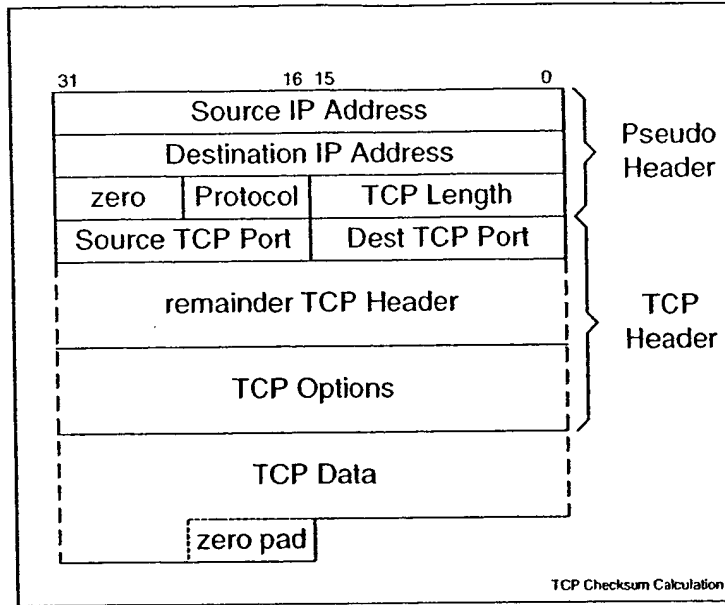 31 16 15 0
Source IP Address
Destination IP Address
Pseudo Header
zero Protocol TCP Length
Source TCP Port Dest TCP Port
remainder TCP Header
TCP Header
TCP Options
TCP Data
zero pad
TCP Checksum Calculation